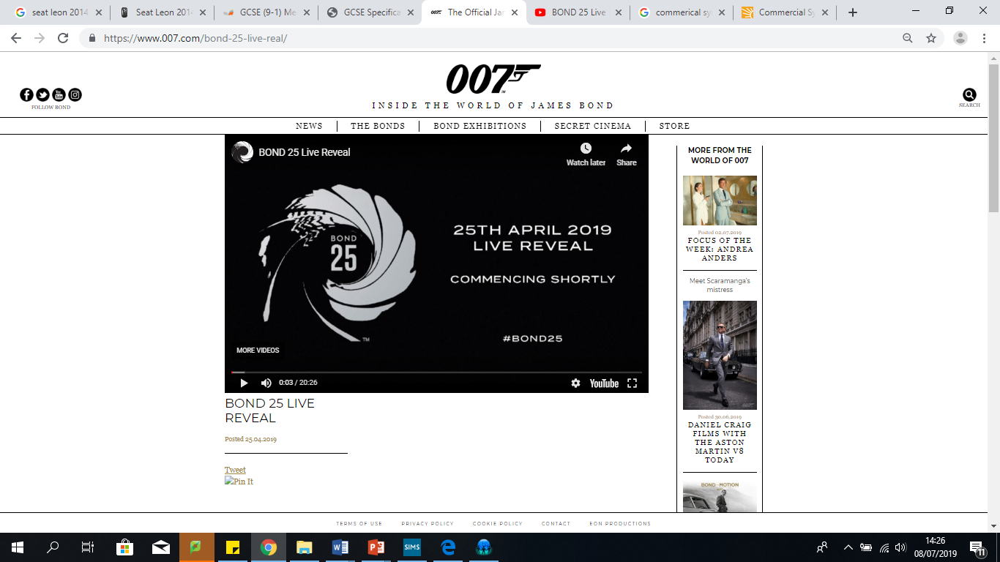 seat leon 2014
Seat Leon 201
GCSE (9-1) Me
GCSE Specifica
The Official Jar
BOND 25 Live
commerical sy
Commercial Sy
https://www.007.com/bond-25-live-real/
FOLLOW BOND
007
INSIDE THE WORLD OF JAMES BOND
SEARCH
NEWS
THE BONDS
BOND EXHIBITIONS
SECRET CINEMA
STORE
BOND 25 Live Reveal
Watch later
Share
BOND
25
TM
25TH APRIL 2019
LIVE REVEAL
COMMENCING SHORTLY
#BOND25
MORE VIDEOS
0:03 / 20:26
YouTube
BOND 25 LIVE
REVEAL
Posted 25.04.2019
Tweet
Pin It
MORE FROM THE
WORLD OF 007
Posted 02.07.2019
FOCUS OF THE
WEEK: ANDREA
ANDERS
Meet Scaramanga's
mistress
Posted 30.06.2019
DANIEL CRAIG
FILMS WITH
THE ASTON
MARTIN V8
TODAY
BOND IN MOTION
TERMS OF USE
PRIVACY POLICY
COOKIE POLICY
CONTACT
EON PRODUCTIONS
SIMS
14:26
08/07/2019
11